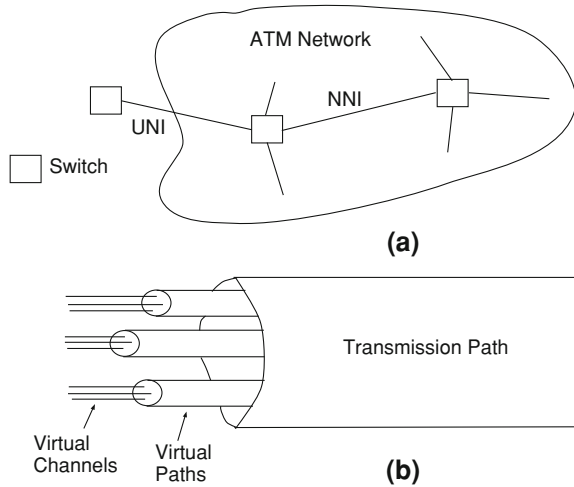 ATM Network
NNI
UNI
Switch
(a)
Transmission Path
Virtual
Channels
Virtual
Paths
(b)